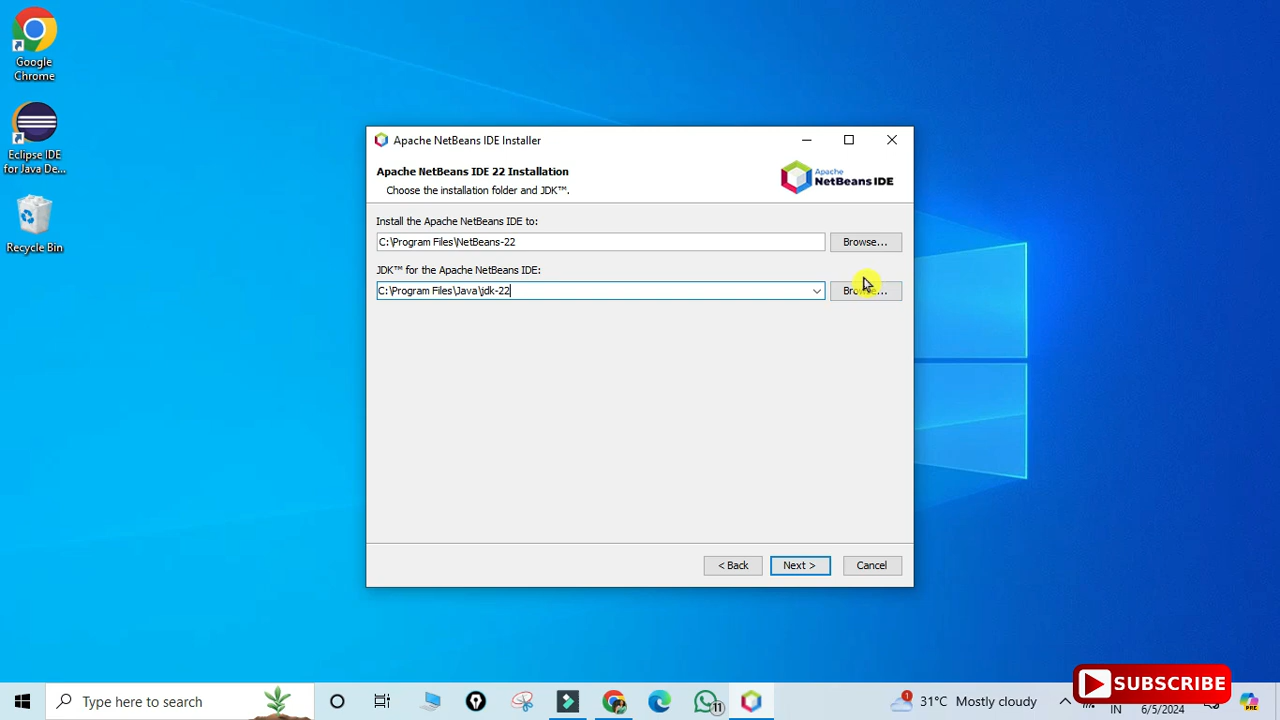 Google
Chrome
Eclipse IDE
for Java De...
Recycle Bin
Apache NetBeans IDE Installer
Apache NetBeans IDE 22 Installation
Choose the installation folder and JDK™.
Apache
NetBeans IDE
Install the Apache NetBeans IDE to:
C:\Program Files\NetBeans-22
Browse...
JDK™ for the Apache NetBeans IDE:
C:\Program Files\Java\jdk-22
Browse...
< Back
Next >
Cancel
SUBSCRIBE
Type here to search
11
1
31°C Mostly cloudy
IN
6/5/2024
PRE